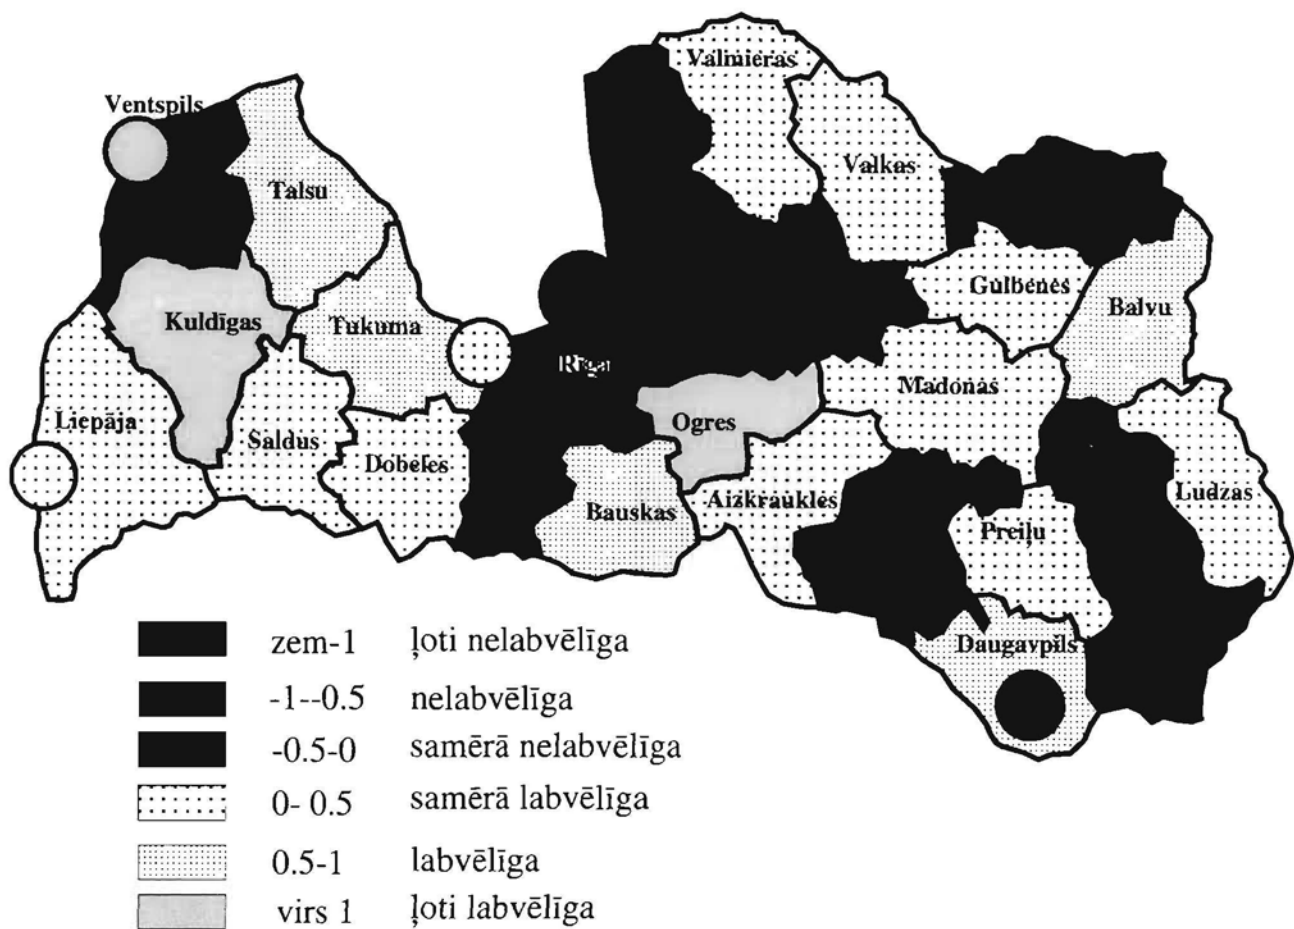 Valmieras
Ventspils
Valkas
Talsu
Gulbenes
Balvu
Kuldīgas
Tukuma
Rīga
Madonas
Liepāja
Ogres
Saldus
Dobeles
Aizkraukles
Ludzas
Bauskas
Preiļu
Daugavpils
zem-1 ļoti nelabvēlīga
-1--0.5 nelabvēlīga
-0.5-0 samērā nelabvēlīga
0- 0.5 samērā labvēlīga
0.5-1 labvēlīga
virs 1 ļoti labvēlīga